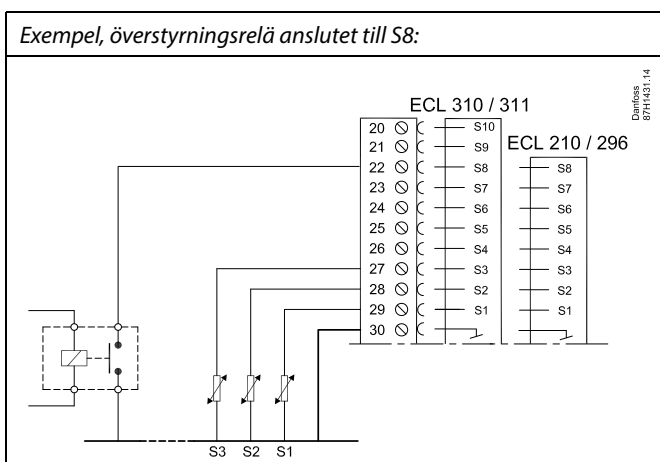 Exempel, överstyrningsrelä anslutet till S8:
Danfoss
87H1431.14
ECL 310 / 311
ECL 210 / 296
20 S10
21 S9
22 S8 S8
23 S7 S7
24 S6 S6
25 S5 S5
26 S4 S4
27 S3 S3
28 S2 S2
29 S1 S1
30
S3 S2 S1